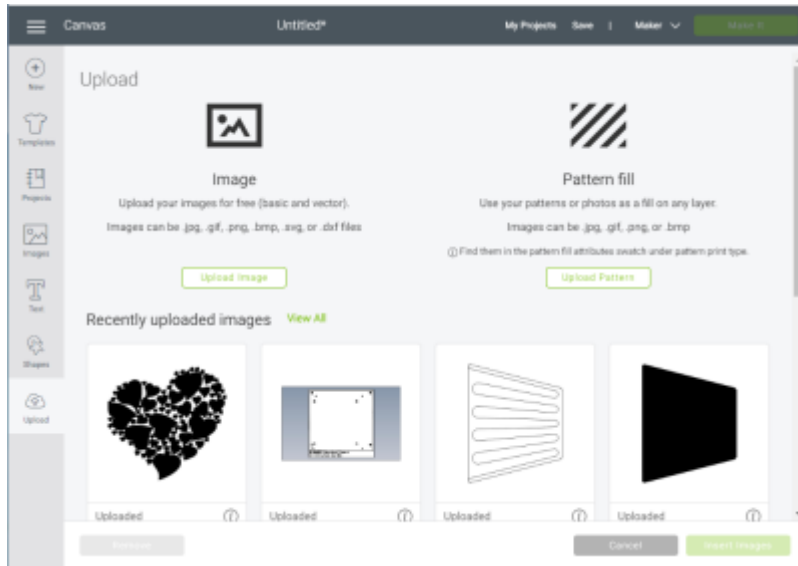 Canvas
Untitled*
My Projects Save | Maker
Make It
New
Templates
Projects
Images
Text
Shapes
Upload
Upload
Image
Upload your images for free (basic and vector).
Images can be .jpg, .gif, .png, .bmp, .svg, or .dxf files
Upload Image
Pattern fill
Use your patterns or photos as a fill on any layer.
Images can be .jpg, .gif, .png, or .bmp
Find them in the pattern fill attributes swatch under pattern print type.
Upload Pattern
Recently uploaded images View All
Uploaded
Uploaded
Uploaded
Uploaded
Remove
Cancel
Insert Images